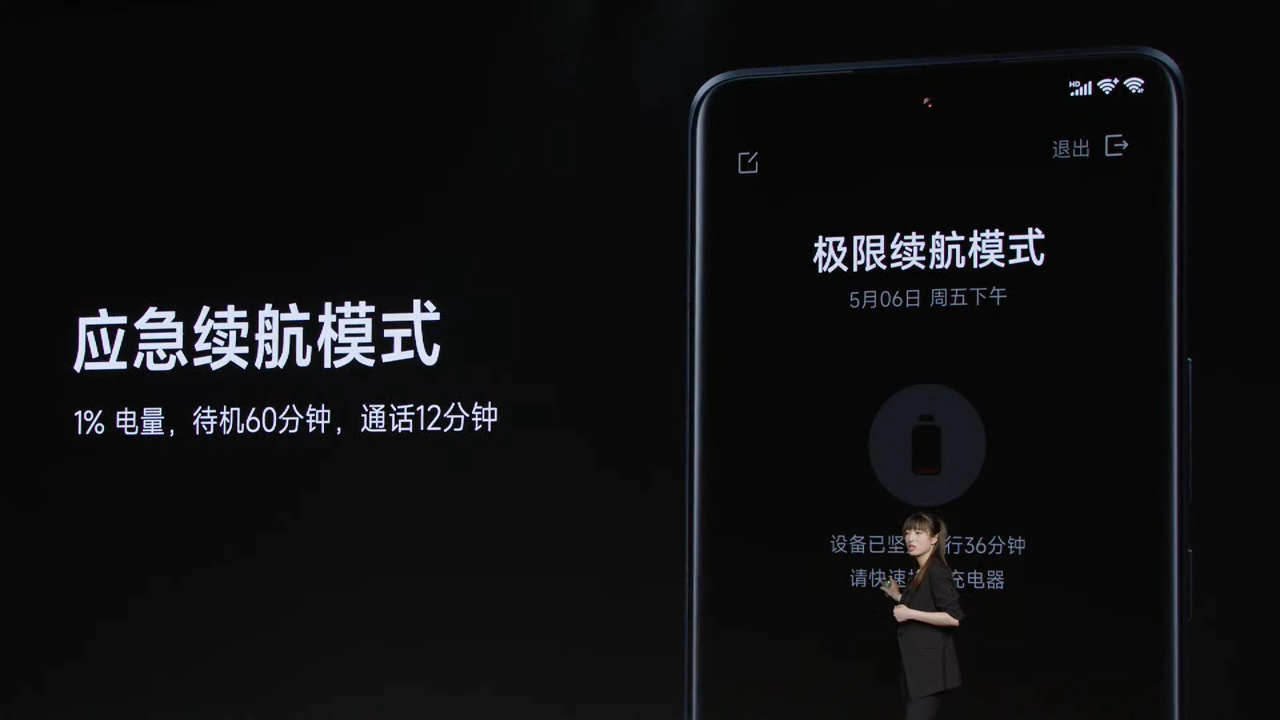 应急续航模式
1% 电量，待机60分钟，通话12分钟
HD
退出
极限续航模式
5月06日 周五下午
设备已坚 行36分钟
请快速 充电器